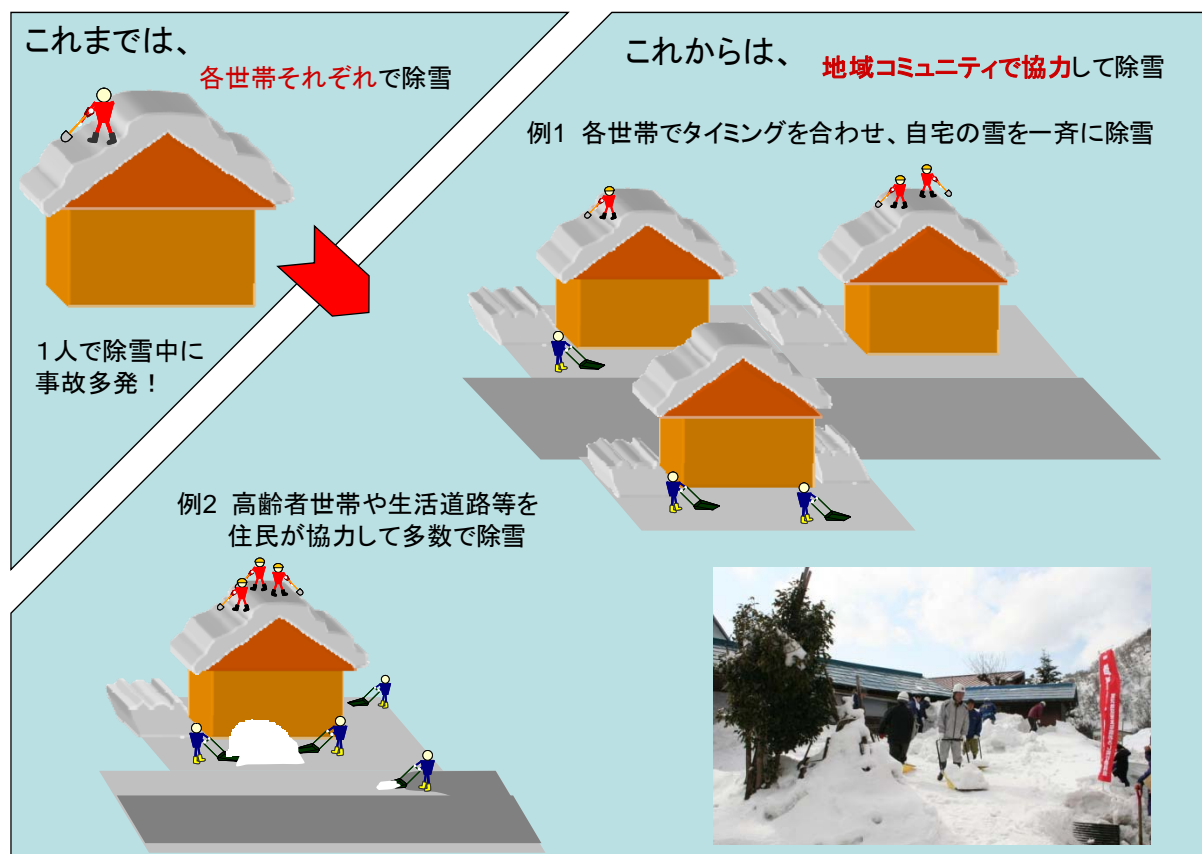 これまでは、
各世帯それぞれで除雪
1人で除雪中に
事故多発！
これからは、
地域コミュニティで協力して除雪
例1 各世帯でタイミングを合わせ、自宅の雪を一斉に除雪
例2 高齢者世帯や生活道路等を
住民が協力して多数で除雪